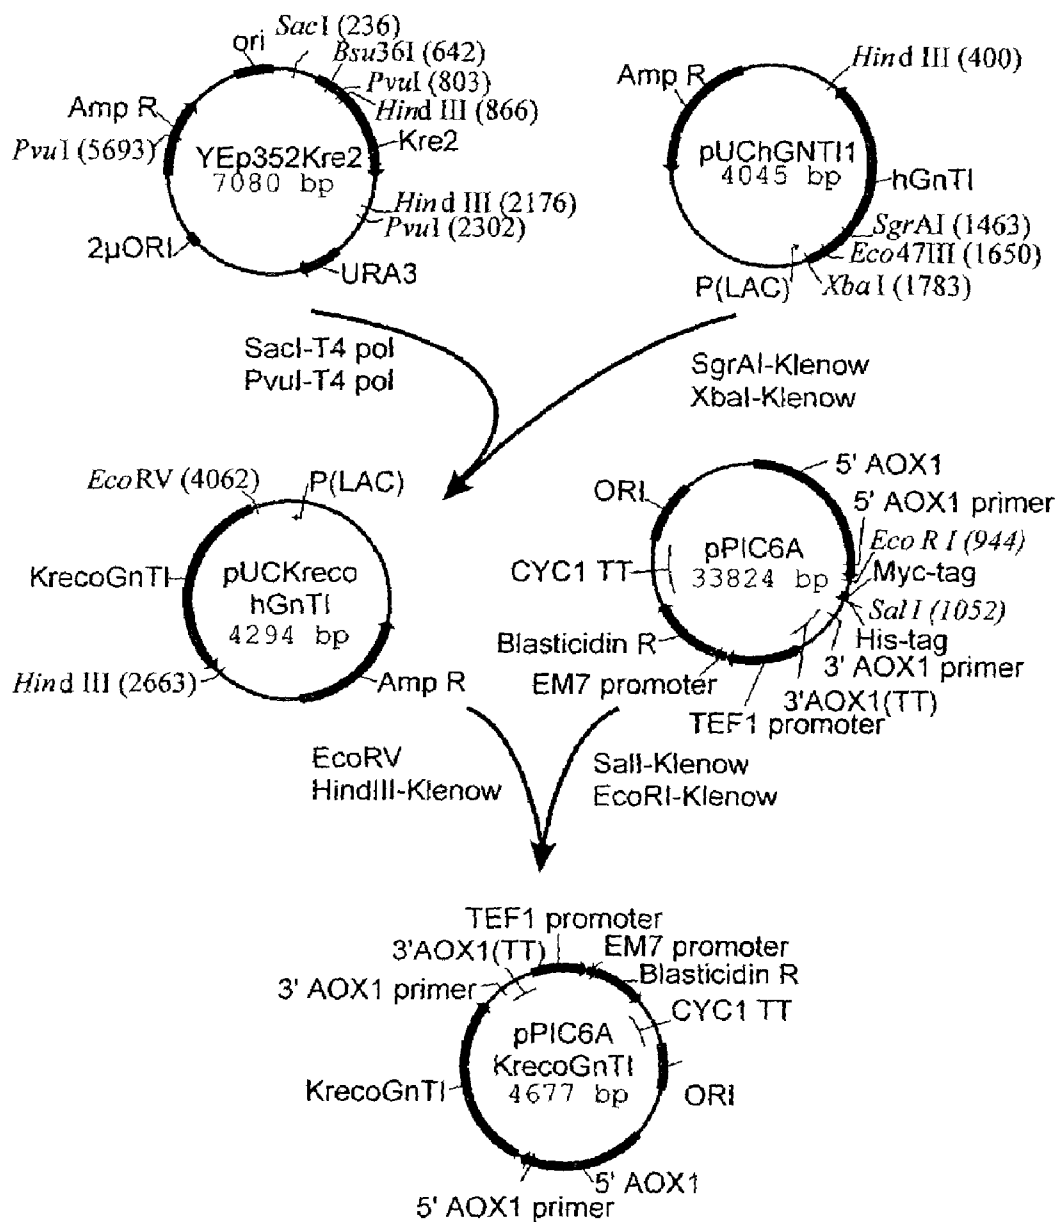 SacI (236)
ori
Bsu36I (642)
PvuI (803)
Hind III (866)
Amp R
Kre2
PvuI (5693)
YEp352Kre2
7080 bp
Hind III (2176)
PvuI (2302)
2µORI
URA3
Hind III (400)
Amp R
pUChGNTI1
4045 bp
hGnTI
SgrAI (1463)
Eco47III (1650)
P(LAC)
XbaI (1783)
SacI-T4 pol
PvuI-T4 pol
SgrAI-Klenow
XbaI-Klenow
EcoRV (4062)
P(LAC)
KrecoGnTI
pUCKreco
hGnTI
4294 bp
Hind III (2663)
Amp R
5' AOX1
ORI
5' AOX1 primer
pPIC6A
EcoR I (944)
CYC1 TT
33824 bp
Myc-tag
Sal I (1052)
Blasticidin R
His-tag
3' AOX1 primer
EM7 promoter
3'AOX1(TT)
TEF1 promoter
EcoRV
HindIII-Klenow
SalI-Klenow
EcoRI-Klenow
TEF1 promoter
3'AOX1(TT)
EM7 promoter
Blasticidin R
3' AOX1 primer
CYC1 TT
pPIC6A
KrecoGnTI
4677 bp
KrecoGnTI
ORI
5' AOX1
5' AOX1 primer